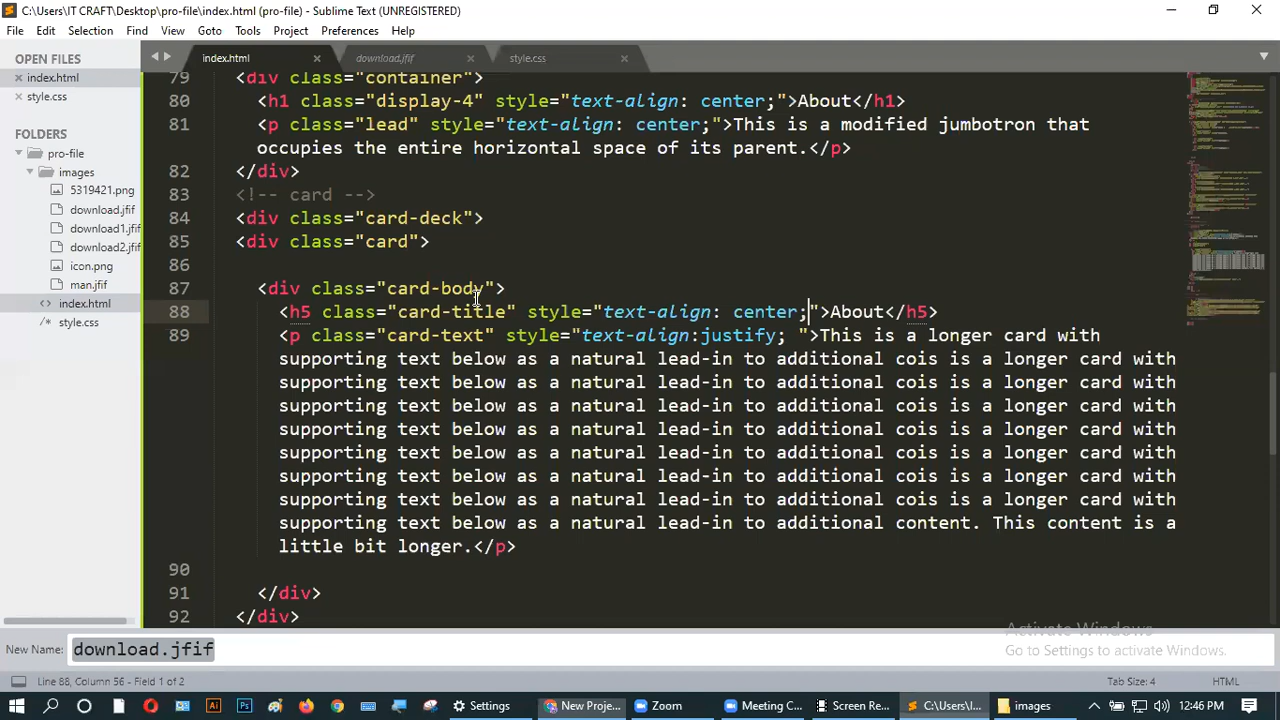 C:\Users\IT CRAFT\Desktop\pro-file\index.html (pro-file) - Sublime Text (UNREGISTERED)
File Edit Selection Find View Goto Tools Project Preferences Help
OPEN FILES
index.html
style.css
FOLDERS
pro-file
images
5319421.png
download.jfif
download1.jfif
download2.jfif
icon.png
man.jfif
index.html
style.css
index.html download.jfif style.css
79 <div class="container">
80 <h1 class="display-4" style="text-align: center;">About</h1>
81 <p class="lead" style="text-align: center;">This is a modified jumbotron that
occupies the entire horizontal space of its parent.</p>
82 </div>
83 <!-- card -->
84 <div class="card-deck">
85 <div class="card">
86
87 <div class="card-body">
88 <h5 class="card-title" style="text-align: center;">About</h5>
89 <p class="card-text" style="text-align:justify; ">This is a longer card with
supporting text below as a natural lead-in to additional cois is a longer card with
supporting text below as a natural lead-in to additional cois is a longer card with
supporting text below as a natural lead-in to additional cois is a longer card with
supporting text below as a natural lead-in to additional cois is a longer card with
supporting text below as a natural lead-in to additional cois is a longer card with
supporting text below as a natural lead-in to additional cois is a longer card with
supporting text below as a natural lead-in to additional cois is a longer card with
supporting text below as a natural lead-in to additional content. This content is a
little bit longer.</p>
90
91 </div>
92 </div>
Activate Windows
Go to Settings to activate Windows.
New Name: download.jfif
Line 88, Column 56 - Field 1 of 2 Tab Size: 4 HTML
Settings New Proje... Zoom Meeting C... Screen Re... C:\Users\I... images 12:46 PM